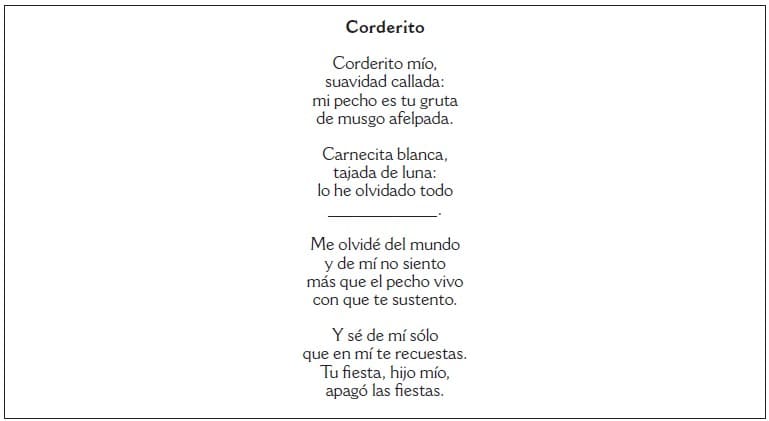 Corderito
Corderito mío,
suavidad callada:
mi pecho es tu gruta
de musgo afelpada.
Carnecita blanca,
tajada de luna:
lo he olvidado todo
____________.
Me olvidé del mundo
y de mí no siento
más que el pecho vivo
con que te sustento.
Y sé de mí sólo
que en mí te recuestas.
Tu fiesta, hijo mío,
apagó las fiestas.